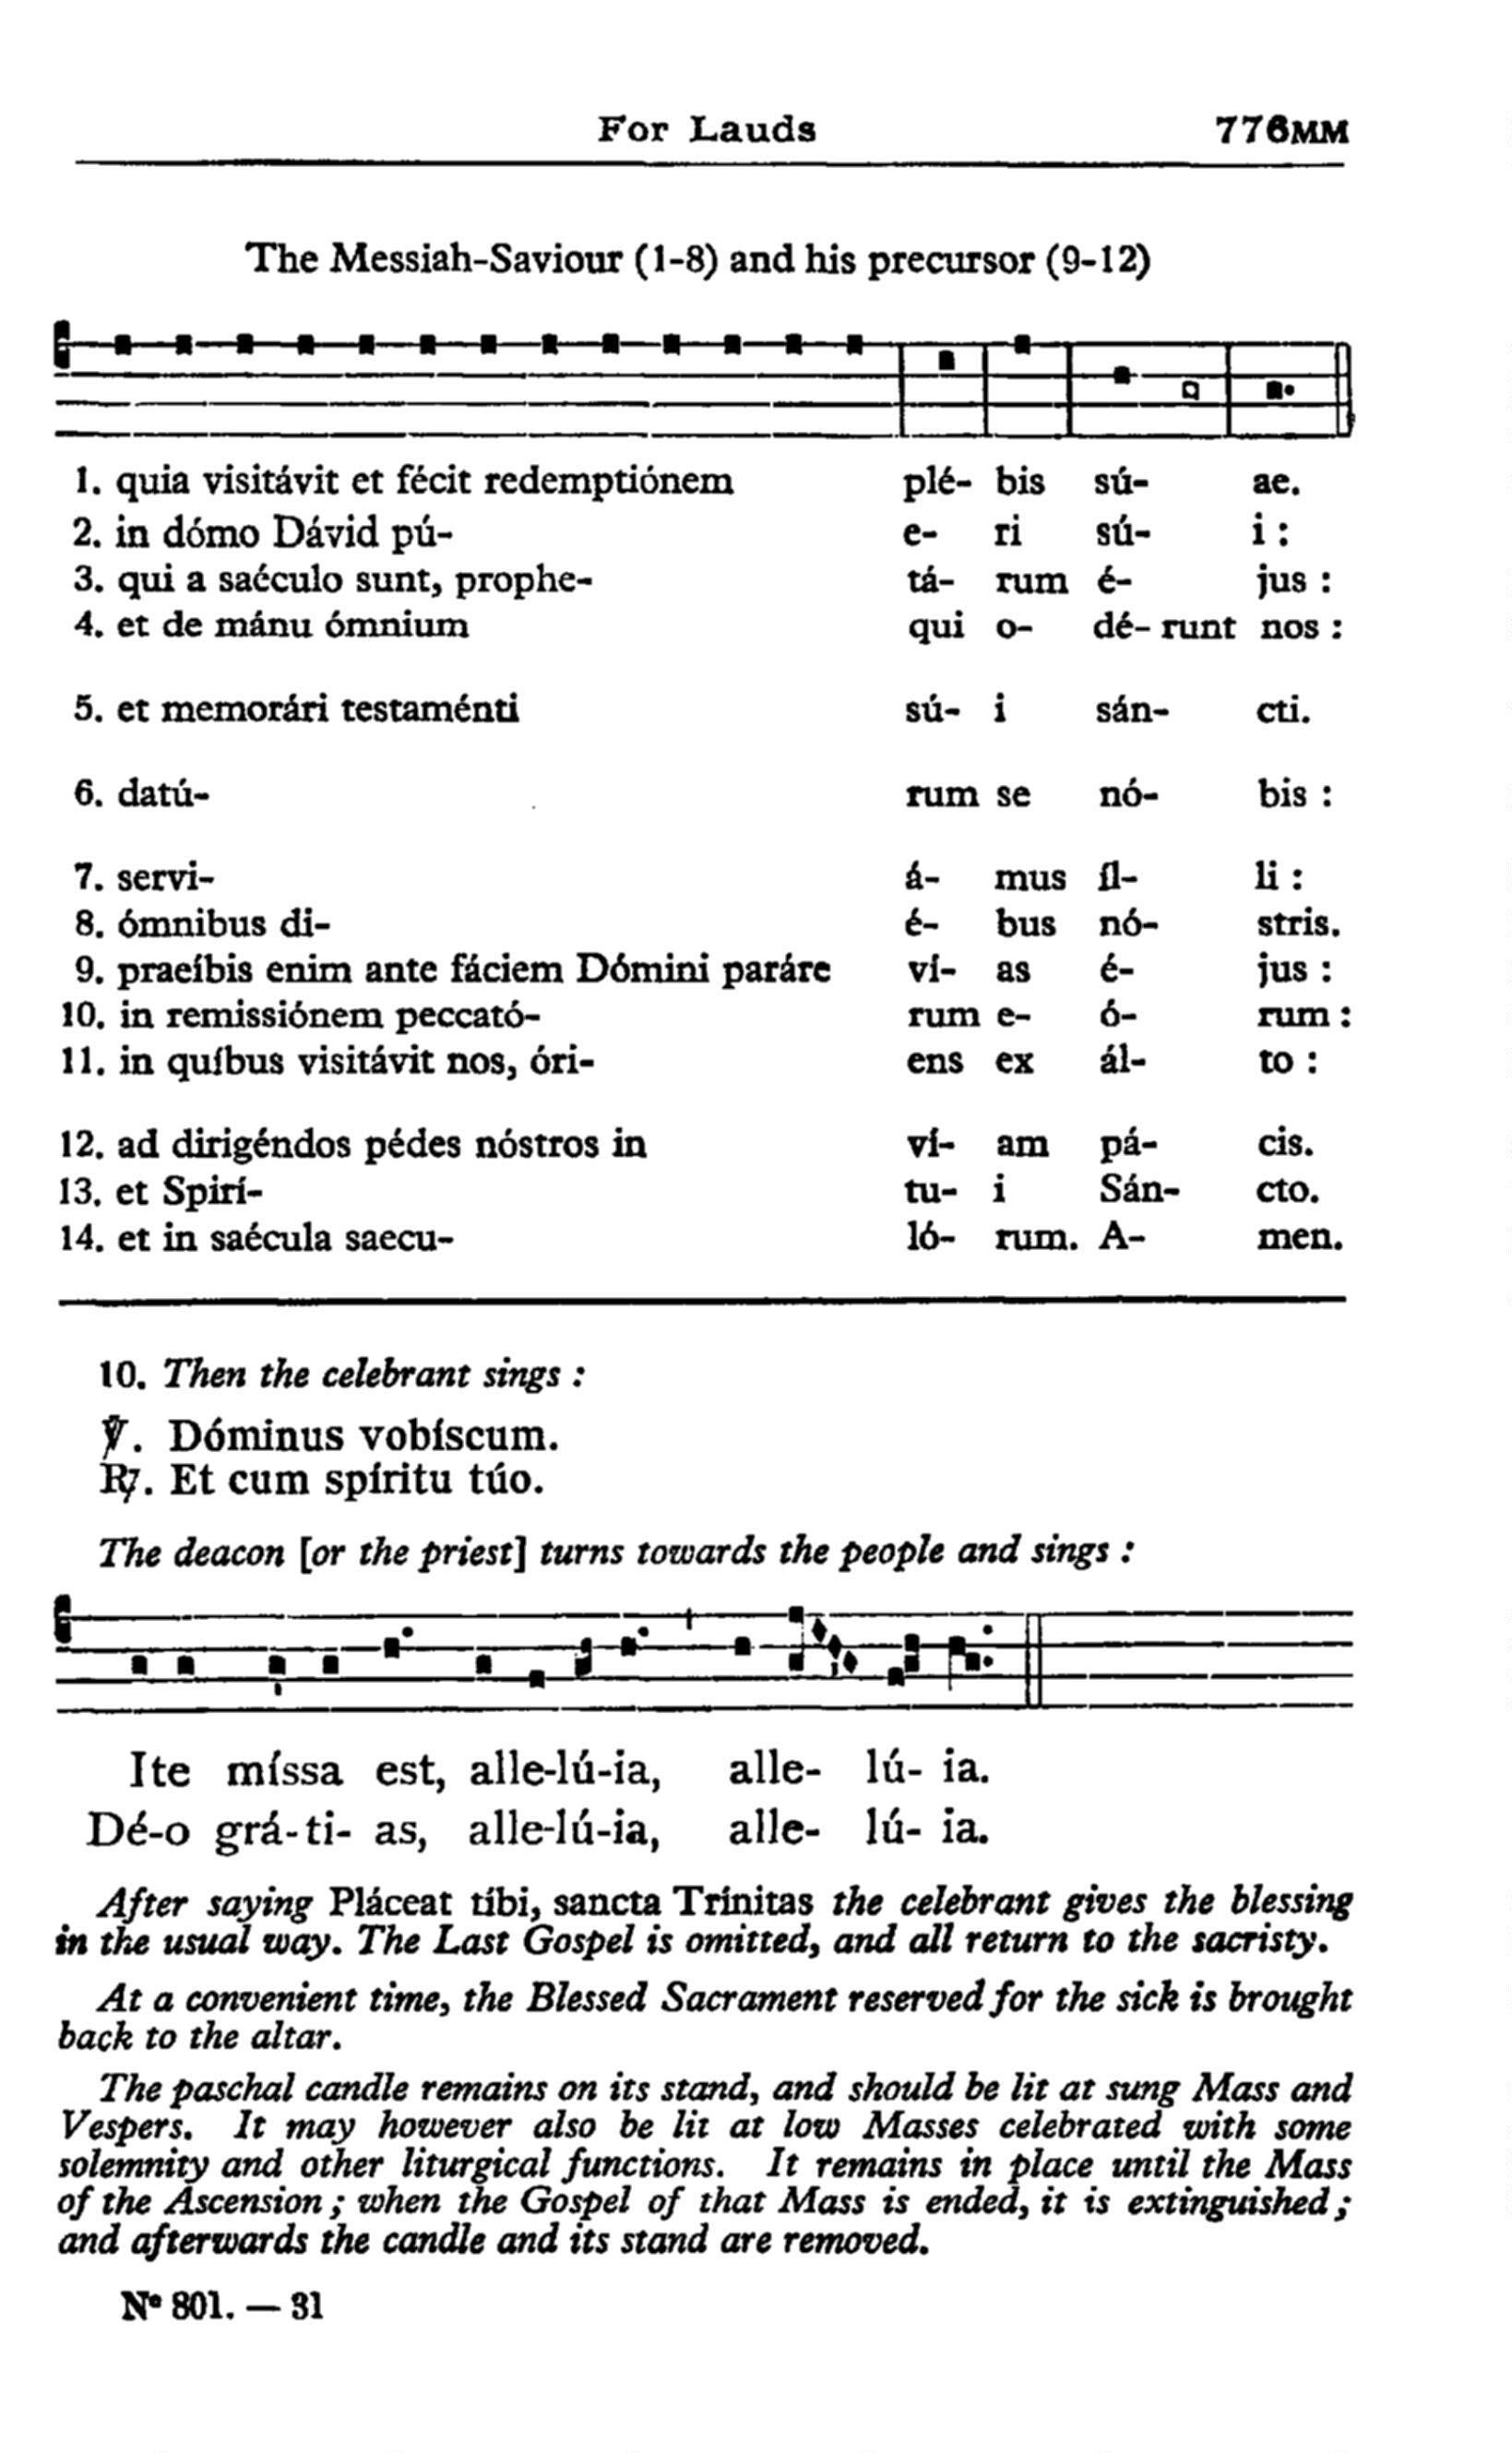 For Lauds 776MM
The Messiah-Saviour (1-8) and his precursor (9-12)
1. quia visitávit et fécit redemptiónem plé- bis sú- ae.
2. in dómo Dávid pú- e- ri sú- i :
3. qui a saéculo sunt, prophe- tá- rum é- jus :
4. et de mánu ómnium qui o- dé- runt nos :
5. et memorári testaménti sú- i sán- cti.
6. datú- rum se nó- bis :
7. servi- á- mus íl- li :
8. ómnibus di- é- bus nó- stris.
9. praeíbis enim ante fáciem Dómini paráre ví- as é- jus :
10. in remissiónem peccató- rum e- ó- rum :
11. in quíbus visitávit nos, óri- ens ex ál- to :
12. ad dirigéndos pédes nóstros in ví- am pá- cis.
13. et Spirí- tu- i Sán- cto.
14. et in saécula saecu- ló- rum. A- men.
10. Then the celebrant sings :
℣. Dóminus vobíscum.
℟. Et cum spíritu túo.
The deacon [or the priest] turns towards the people and sings :
Ite míssa est, alle-lú-ia, alle- lú- ia.
Dé-o grá-ti- as, alle-lú-ia, alle- lú- ia.
After saying Pláceat tíbi, sancta Trínitas the celebrant gives the blessing
in the usual way. The Last Gospel is omitted, and all return to the sacristy.
At a convenient time, the Blessed Sacrament reserved for the sick is brought
back to the altar.
The paschal candle remains on its stand, and should be lit at sung Mass and
Vespers. It may however also be lit at low Masses celebrated with some
solemnity and other liturgical functions. It remains in place until the Mass
of the Ascension ; when the Gospel of that Mass is ended, it is extinguished ;
and afterwards the candle and its stand are removed.
Nº 801. — 31